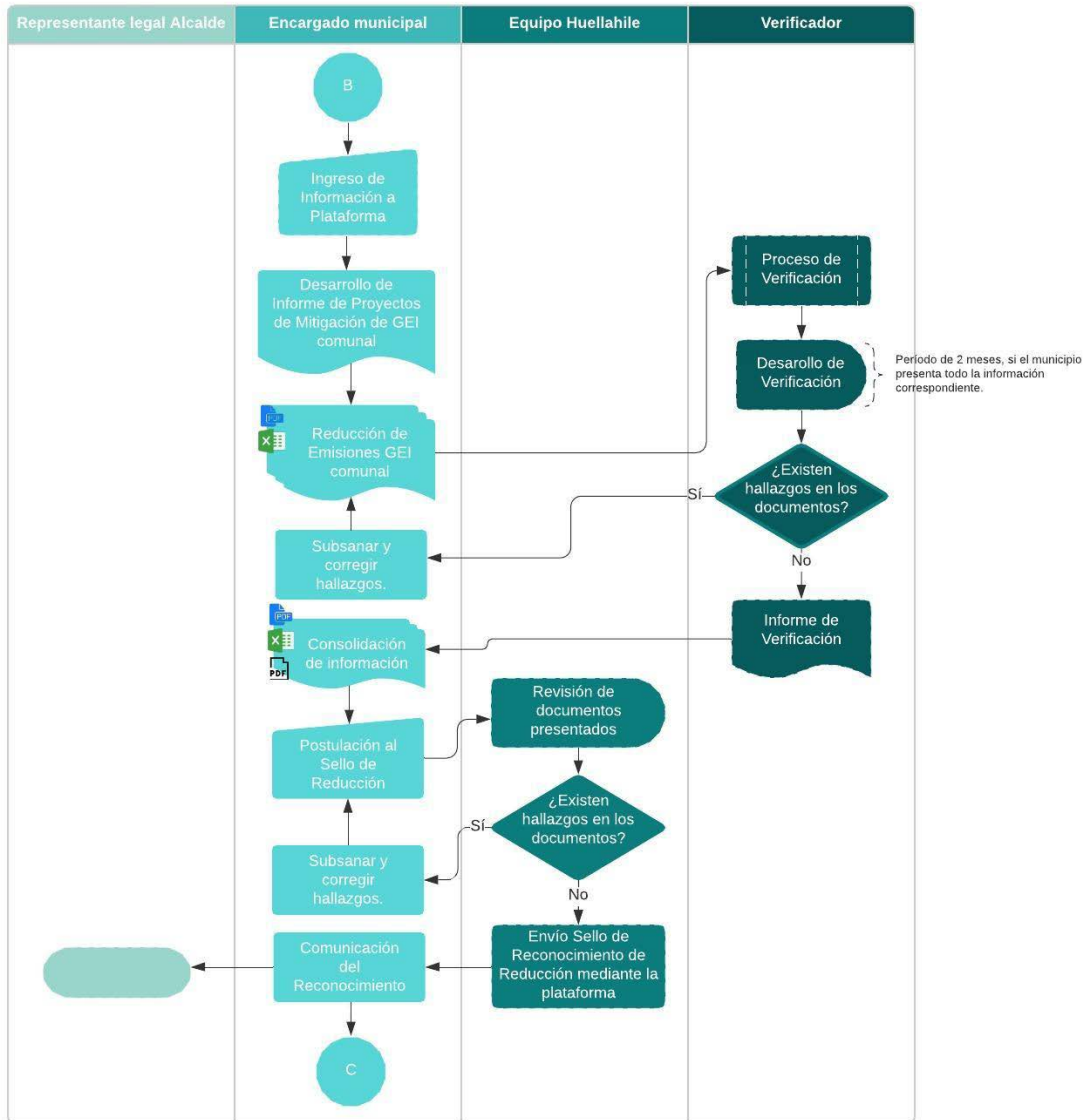 Representante legal Alcalde
Encargado municipal
Equipo Huellahile
Verificador
B
Ingreso de
Información a
Plataforma
Desarrollo de
Informe de Proyectos
de Mitigación de GEI
comunal
PDF
Reducción de
Emisiones GEI
comunal
Proceso de
Verificación
Desarollo de
Verificación
Período de 2 meses, si el municipio
presenta todo la información
correspondiente.
¿Existen
hallazgos en los
documentos?
Sí
No
Subsanar y
corregir
hallazgos.
Informe de
Verificación
PDF
X
PDF
Consolidación
de información
Postulación al
Sello de
Reducción
Revisión de
documentos
presentados
¿Existen
hallazgos en los
documentos?
Sí
No
Subsanar y
corregir
hallazgos.
Envío Sello de
Reconocimiento de
Reducción mediante la
plataforma
Comunicación
del
Reconocimiento
C